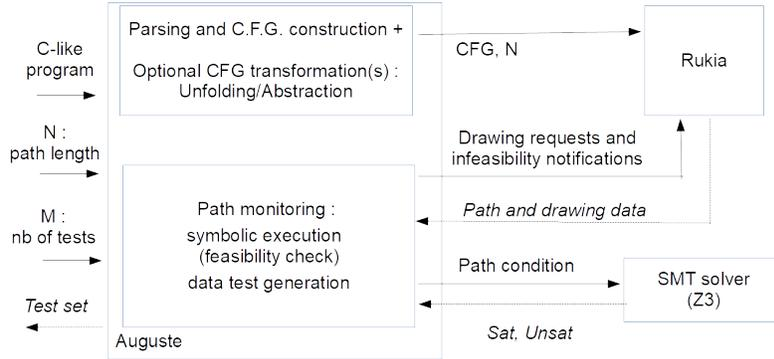 C-like
program
N :
path length
M :
nb of tests
Test set
Parsing and C.F.G. construction +
Optional CFG transformation(s) :
Unfolding/Abstraction
Path monitoring :
symbolic execution
(feasibility check)
data test generation
Auguste
CFG, N
Drawing requests and
infeasibility notifications
Path and drawing data
Path condition
Sat, Unsat
Rukia
SMT solver
(Z3)